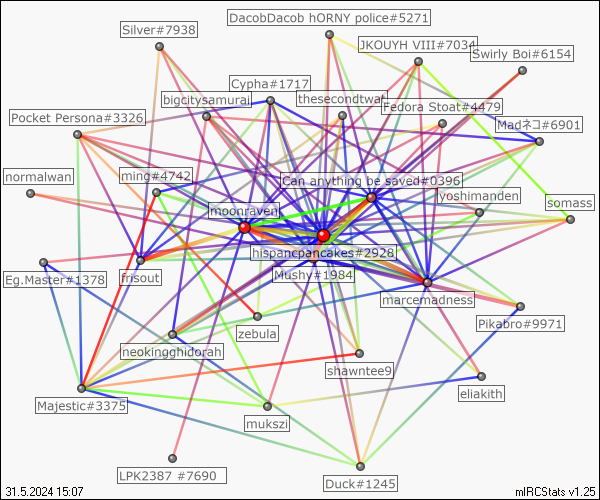 DacobDacob hORNY police#5271
Silver#7938
JKOUYH VIII#7034
Swirly Boi#6154
Cypha#1717
bigcitysamurai
thesecondtwat
Fedora Stoat#4479
Pocket Persona#3326
Madネコ#6901
normalwan
ming#4742
Can anything be saved#0396
yoshimanden
moonraven
somass
hispancpancakes#2928
Eg.Master#1378
frisout
Mushy#1984
marcemadness
Pikabro#9971
zebula
neokingghidorah
shawntee9
eliakith
Majestic#3375
mukszi
LPK2387 #7690
Duck#1245
31.5.2024 15:07
mIRCStats v1.25